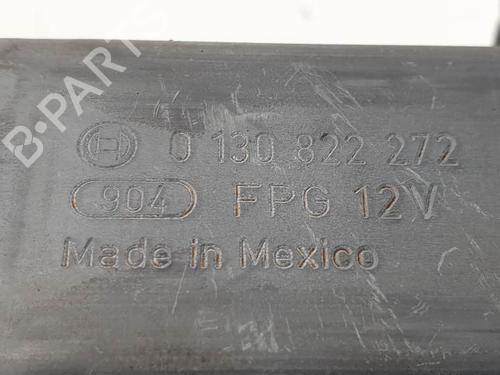 B-PARTS
0 130 822 272
904 FPG 12V
Made in Mexico